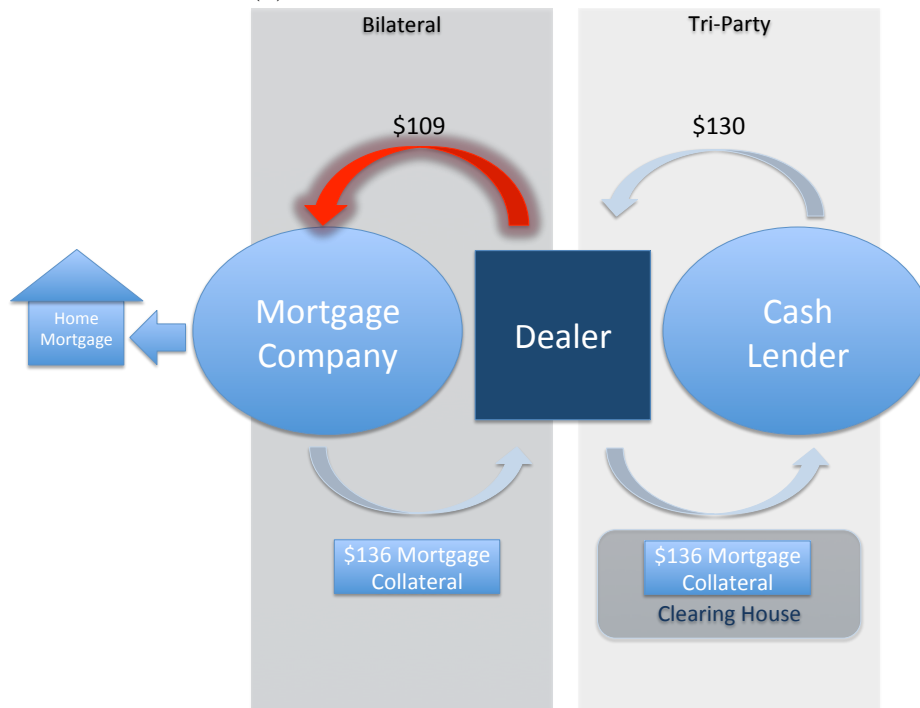 Bilateral
Tri-Party
$109
$130
Home
Mortgage
Mortgage
Company
Dealer
Cash
Lender
$136 Mortgage
Collateral
$136 Mortgage
Collateral
Clearing House